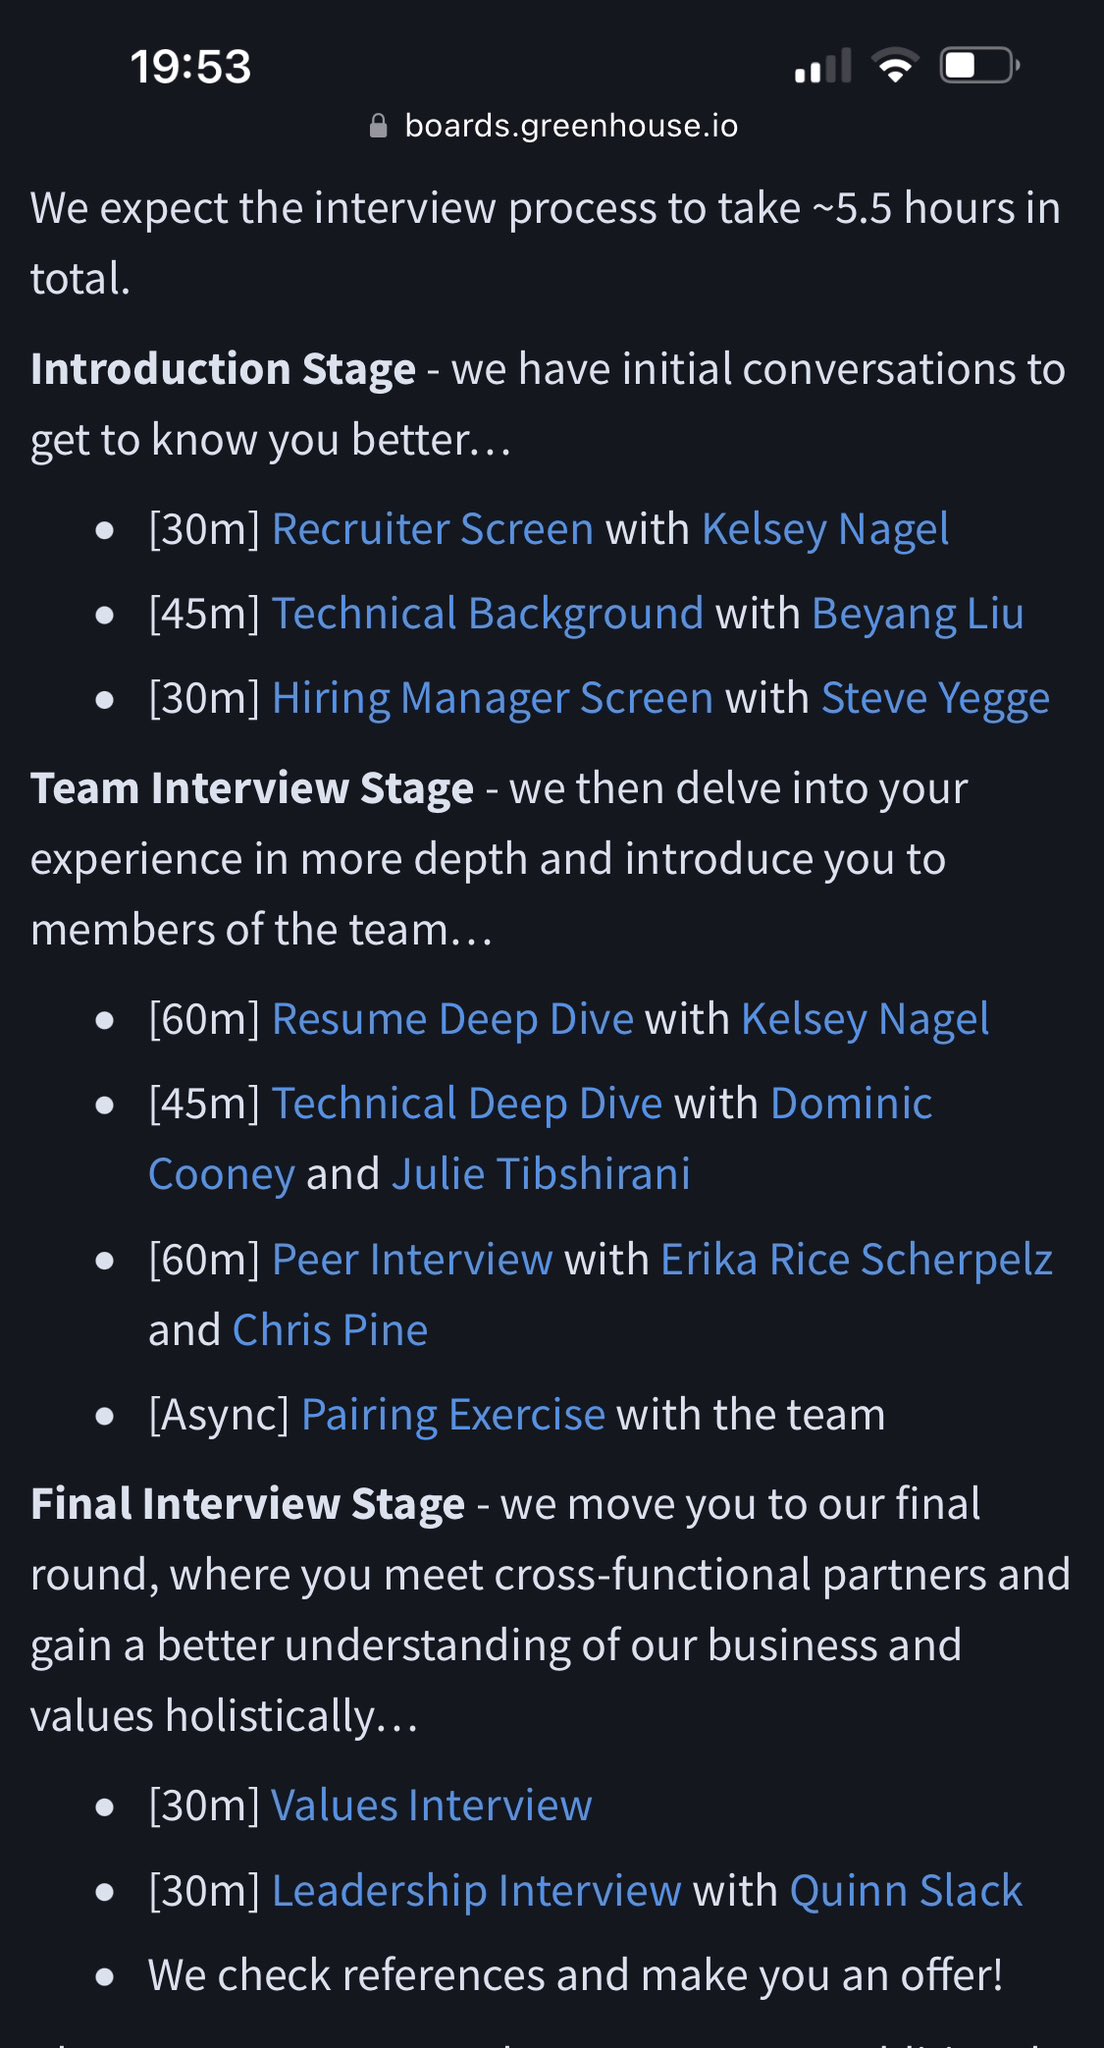 19:53
boards.greenhouse.io
We expect the interview process to take ~5.5 hours in
total.
Introduction Stage - we have initial conversations to
get to know you better…
● [30m] Recruiter Screen with Kelsey Nagel
● [45m] Technical Background with Beyang Liu
● [30m] Hiring Manager Screen with Steve Yegge
Team Interview Stage - we then delve into your
experience in more depth and introduce you to
members of the team…
● [60m] Resume Deep Dive with Kelsey Nagel
● [45m] Technical Deep Dive with Dominic
Cooney and Julie Tibshirani
● [60m] Peer Interview with Erika Rice Scherpelz
and Chris Pine
● [Async] Pairing Exercise with the team
Final Interview Stage - we move you to our final
round, where you meet cross-functional partners and
gain a better understanding of our business and
values holistically…
● [30m] Values Interview
● [30m] Leadership Interview with Quinn Slack
● We check references and make you an offer!